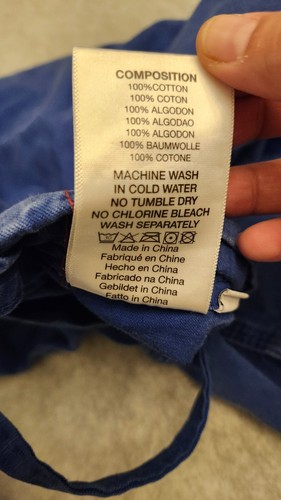 COMPOSITION
100%COTTON
100% COTON
100% ALGODON
100% ALGODAO
100% ALGODON
100% BAUMWOLLE
100% COTONE
MACHINE WASH
IN COLD WATER
NO TUMBLE DRY
NO CHLORINE BLEACH
WASH SEPARATELY
Made in China
Fabriqué en Chine
Hecho en China
Fabricado na China
Gebildet in China
Fatto in China